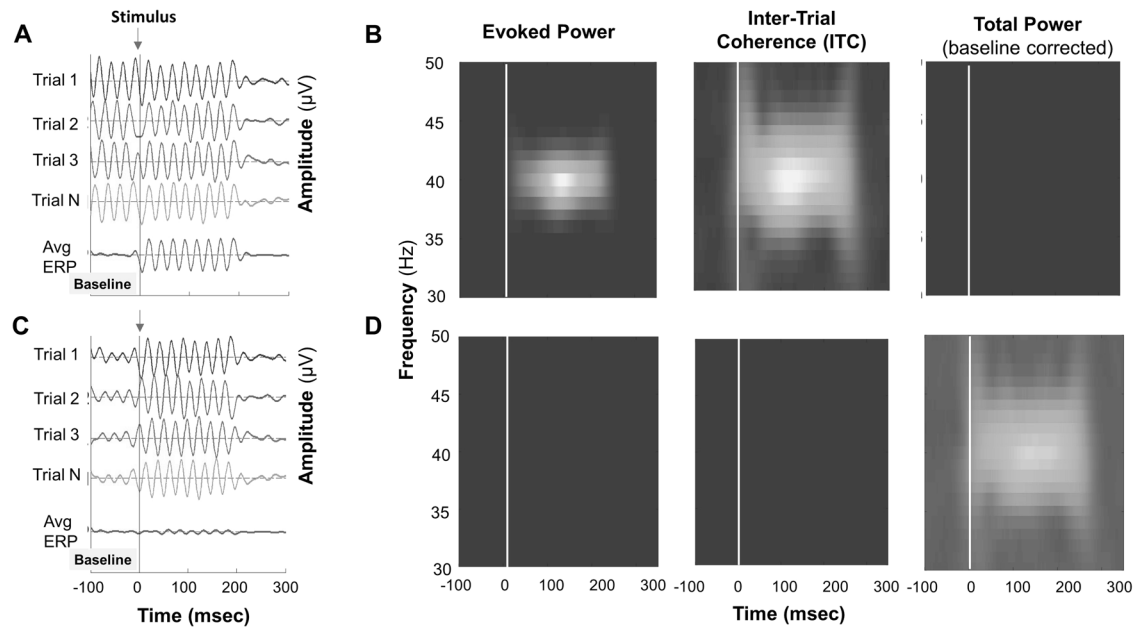 Stimulus
A
Trial 1
Trial 2
Trial 3
Trial N
Avg
ERP
Baseline
Amplitude (µV)
B
Evoked Power
Inter-Trial
Coherence (ITC)
Total Power
(baseline corrected)
50
45
40
35
30
C
Trial 1
Trial 2
Trial 3
Trial N
Avg
ERP
Baseline
-100 0 100 200 300
Time (msec)
Amplitude (µV)
D
Frequency (Hz)
50
45
40
35
30
-100 0 100 200 300
-100 0 100 200 300
-100 0 100 200 300
Time (msec)